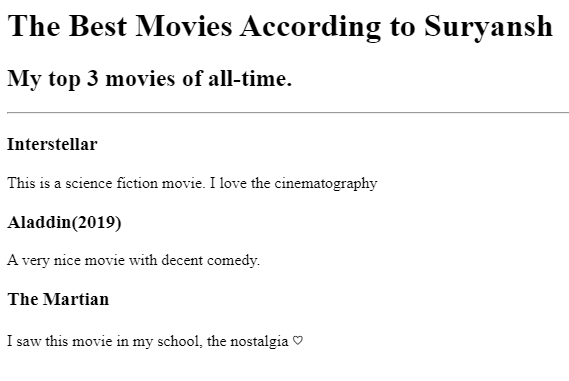 The Best Movies According to Suryansh
My top 3 movies of all-time.
Interstellar
This is a science fiction movie. I love the cinematography
Aladdin(2019)
A very nice movie with decent comedy.
The Martian
I saw this movie in my school, the nostalgia ♡